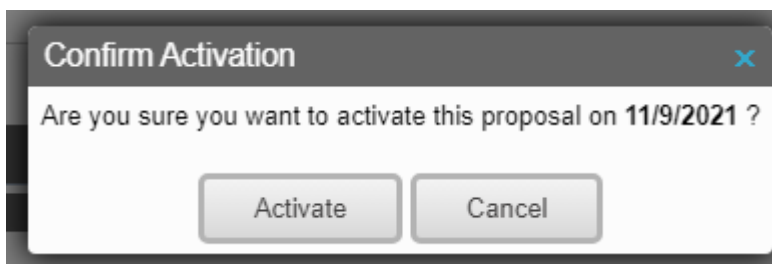 Confirm Activation x
Are you sure you want to activate this proposal on 11/9/2021 ?
Activate Cancel